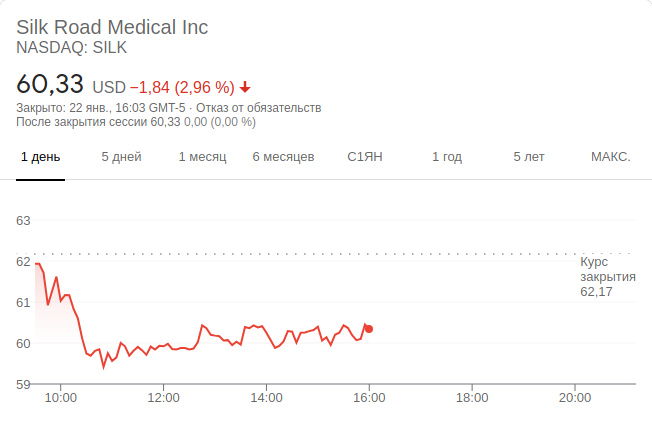 Silk Road Medical Inc
NASDAQ: SILK
60,33 USD −1,84 (2,96 %)
Закрыто: 22 янв., 16:03 GMT-5 · Отказ от обязательств
После закрытия сессии 60,33 0,00 (0,00 %)
1 день 5 дней 1 месяц 6 месяцев С1ЯН 1 год 5 лет МАКС.
63
62
61
60
59
Курс
закрытия
62,17
10:00 12:00 14:00 16:00 18:00 20:00